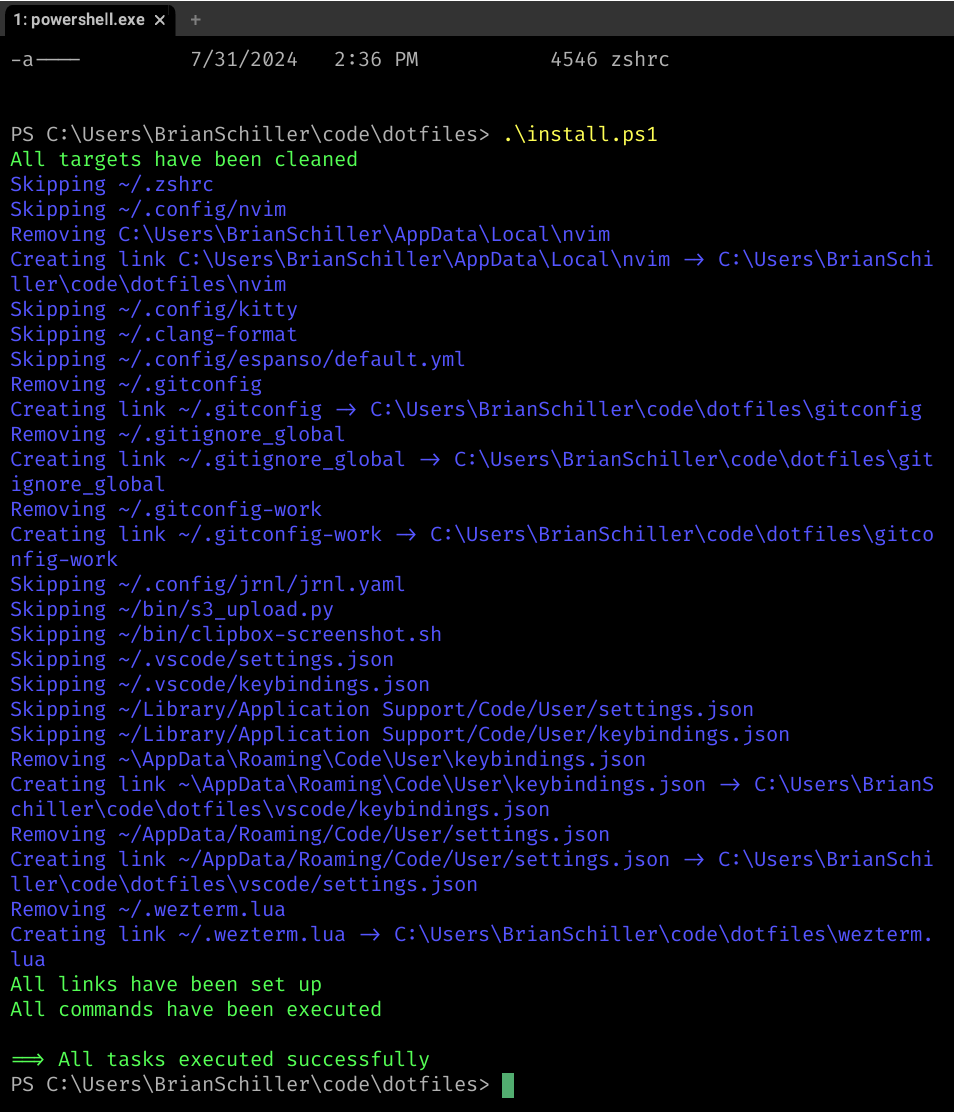 1: powershell.exe × +
-a---- 7/31/2024 2:36 PM 4546 zshrc
PS C:\Users\BrianSchiller\code\dotfiles> .\install.ps1
All targets have been cleaned
Skipping ~/.zshrc
Skipping ~/.config/nvim
Removing C:\Users\BrianSchiller\AppData\Local\nvim
Creating link C:\Users\BrianSchiller\AppData\Local\nvim -> C:\Users\BrianSchi
ller\code\dotfiles\nvim
Skipping ~/.config/kitty
Skipping ~/.clang-format
Skipping ~/.config/espanso/default.yml
Removing ~/.gitconfig
Creating link ~/.gitconfig -> C:\Users\BrianSchiller\code\dotfiles\gitconfig
Removing ~/.gitignore_global
Creating link ~/.gitignore_global -> C:\Users\BrianSchiller\code\dotfiles\git
ignore_global
Removing ~/.gitconfig-work
Creating link ~/.gitconfig-work -> C:\Users\BrianSchiller\code\dotfiles\gitco
nfig-work
Skipping ~/.config/jrnl/jrnl.yaml
Skipping ~/bin/s3_upload.py
Skipping ~/bin/clipbox-screenshot.sh
Skipping ~/.vscode/settings.json
Skipping ~/.vscode/keybindings.json
Skipping ~/Library/Application Support/Code/User/settings.json
Skipping ~/Library/Application Support/Code/User/keybindings.json
Removing ~\AppData\Roaming\Code\User\keybindings.json
Creating link ~\AppData\Roaming\Code\User\keybindings.json -> C:\Users\BrianS
chiller\code\dotfiles\vscode/keybindings.json
Removing ~/AppData/Roaming/Code/User/settings.json
Creating link ~/AppData/Roaming/Code/User/settings.json -> C:\Users\BrianSchi
ller\code\dotfiles\vscode/settings.json
Removing ~/.wezterm.lua
Creating link ~/.wezterm.lua -> C:\Users\BrianSchiller\code\dotfiles\wezterm.
lua
All links have been set up
All commands have been executed
==> All tasks executed successfully
PS C:\Users\BrianSchiller\code\dotfiles>